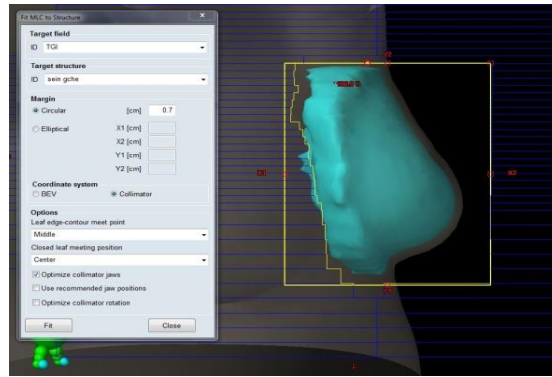 Fit MLC to Structure
x
Target field
ID TGI
Target structure
ID sein gche
Margin
Circular [cm] 0.7
Elliptical X1 [cm]
X2 [cm]
Y1 [cm]
Y2 [cm]
Coordinate system
BEV Collimator
Options
Leaf edge-contour meet point
Middle
Closed leaf meeting position
Center
Optimize collimator jaws
Use recommended jaw positions
Optimize collimator rotation
Fit Close
Y2
X2